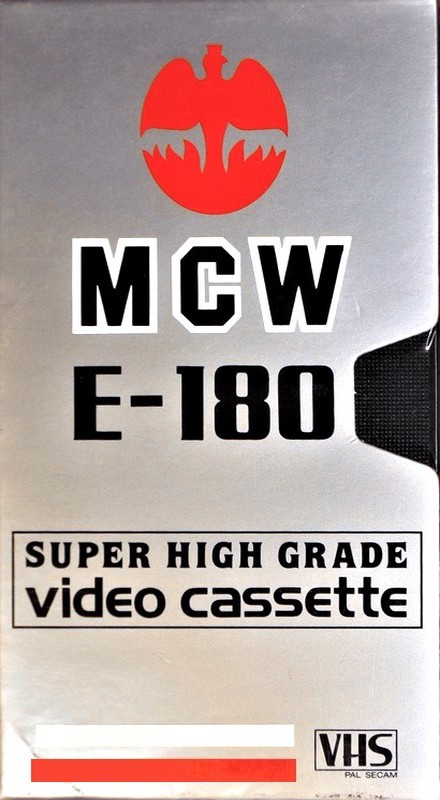 MCW
E-180
SUPER HIGH GRADE
video cassette
VHS
PAL SECAM